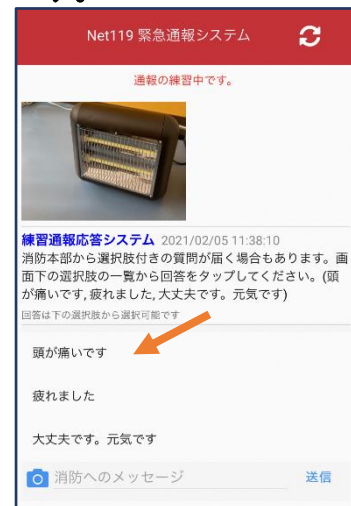 Net119 緊急通報システム
通報の練習中です。
練習通報応答システム 2021/02/05 11:38:10
消防本部から選択肢付きの質問が届く場合もあります。画
面下の選択肢の一覧から回答をタップしてください。(頭
が痛いです,疲れました,大丈夫です。元気です)
回答は下の選択肢から選択可能です
頭が痛いです
疲れました
大丈夫です。元気です
消防へのメッセージ 送信